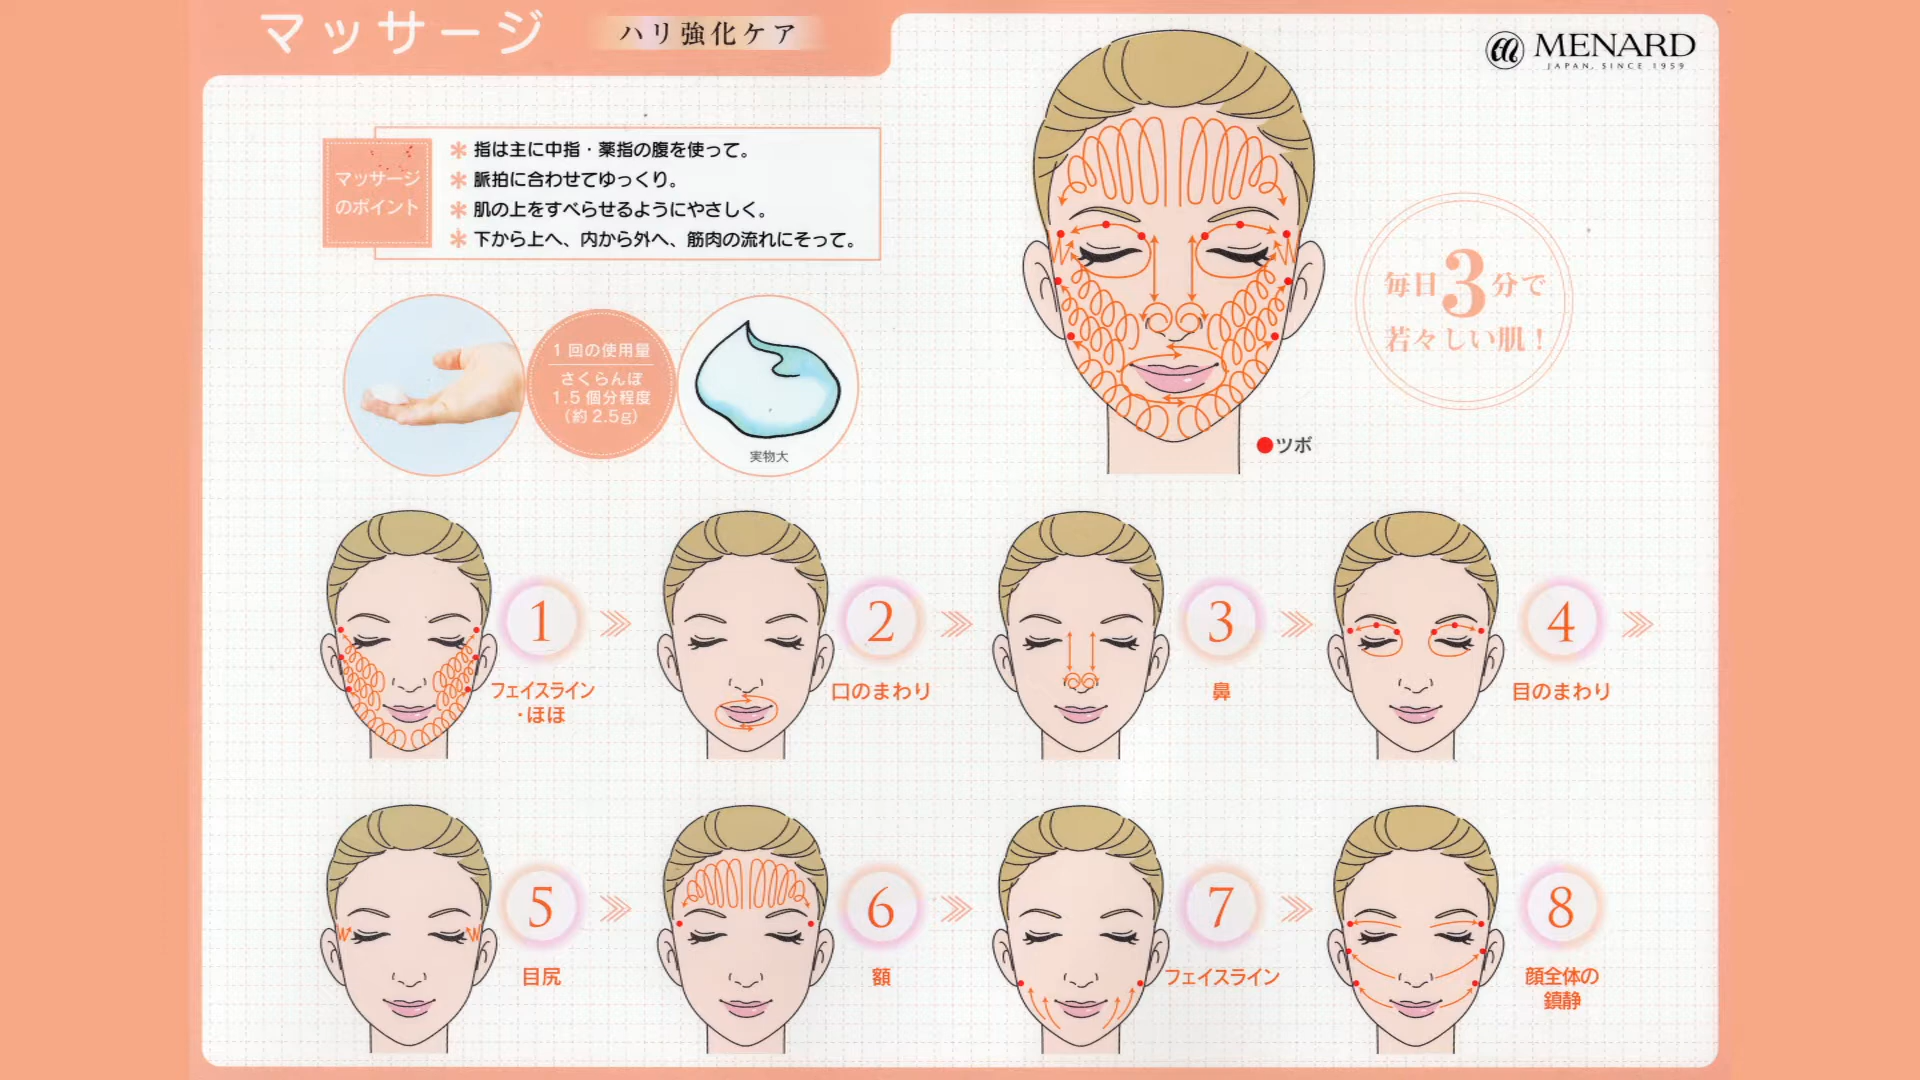 マッサージ
ハリ強化ケア
MENARD
JAPAN, SINCE 1959
マッサージ
のポイント
＊指は主に中指・薬指の腹を使って。
＊脈拍に合わせてゆっくり。
＊肌の上をすべらせるようにやさしく。
＊下から上へ、内から外へ、筋肉の流れにそって。
1回の使用量
さくらんぼ
1.5個分程度
(約2.5g)
実物大
毎日3分で
若々しい肌!
●ツボ
1
フェイスライン
・ほほ
2
口のまわり
3
鼻
4
目のまわり
5
目尻
6
額
7
フェイスライン
8
顔全体の
鎮静